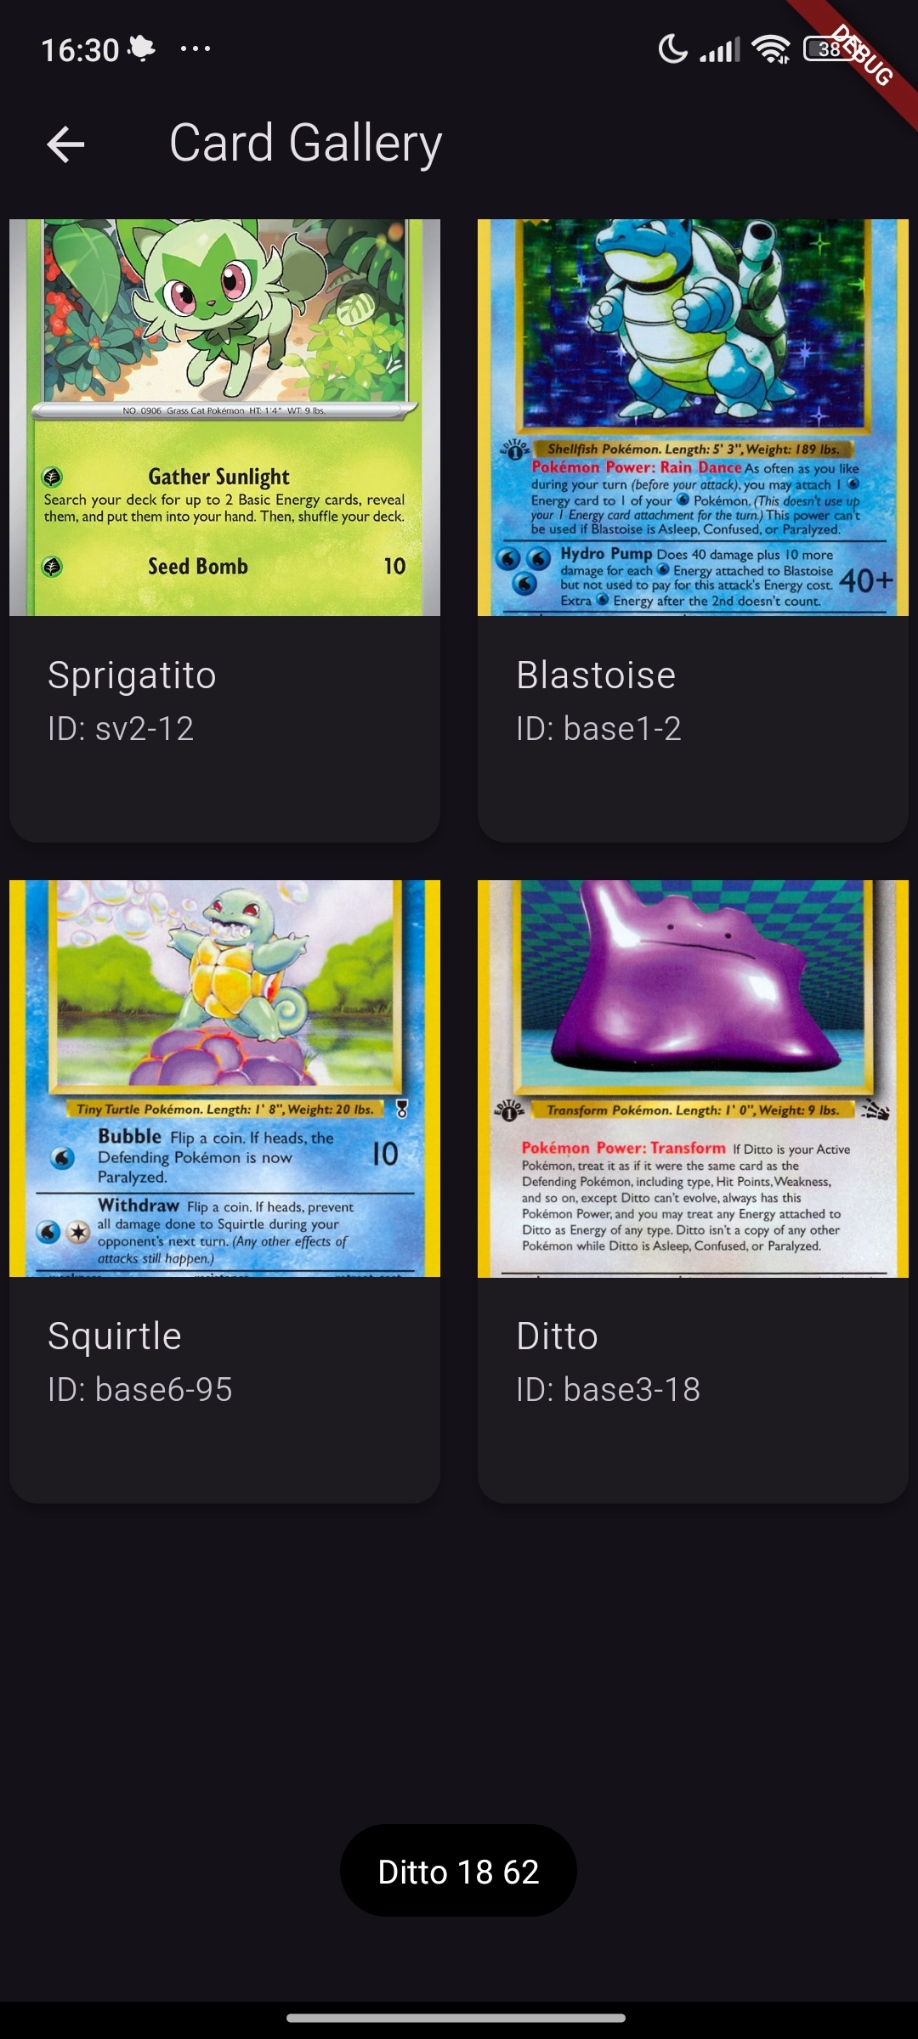 16:30
38
DEBUG
Card Gallery
NO. 0906 Grass Cat Pokémon HT: 1'4" WT: 9 lbs.
Gather Sunlight
Search your deck for up to 2 Basic Energy cards, reveal
them, and put them into your hand. Then, shuffle your deck.
Seed Bomb 10
Sprigatito
ID: sv2-12
EDITION 1
Shellfish Pokémon. Length: 5' 3", Weight: 189 lbs.
Pokémon Power: Rain Dance As often as you like
during your turn (before your attack), you may attach 1
Energy card to 1 of your Pokémon. (This doesn't use up
your 1 Energy card attachment for the turn.) This power can't
be used if Blastoise is Asleep, Confused, or Paralyzed.
Hydro Pump Does 40 damage plus 10 more
damage for each Energy attached to Blastoise
but not used to pay for this attack's Energy cost.
Extra Energy after the 2nd doesn't count.
40+
Blastoise
ID: base1-2
Tiny Turtle Pokémon. Length: 1' 8", Weight: 20 lbs.
Bubble Flip a coin. If heads, the
Defending Pokémon is now
Paralyzed.
10
Withdraw Flip a coin. If heads, prevent
all damage done to Squirtle during your
opponent's next turn. (Any other effects of
attacks still happen.)
Squirtle
ID: base6-95
EDITION 1
Transform Pokémon. Length: 1' 0", Weight: 9 lbs.
Pokémon Power: Transform If Ditto is your Active
Pokémon, treat it as if it were the same card as the
Defending Pokémon, including type, Hit Points, Weakness,
and so on, except Ditto can't evolve, always has this
Pokémon Power, and you may treat any Energy attached to
Ditto as Energy of any type. Ditto isn't a copy of any other
Pokémon while Ditto is Asleep, Confused, or Paralyzed.
Ditto
ID: base3-18
Ditto 18 62